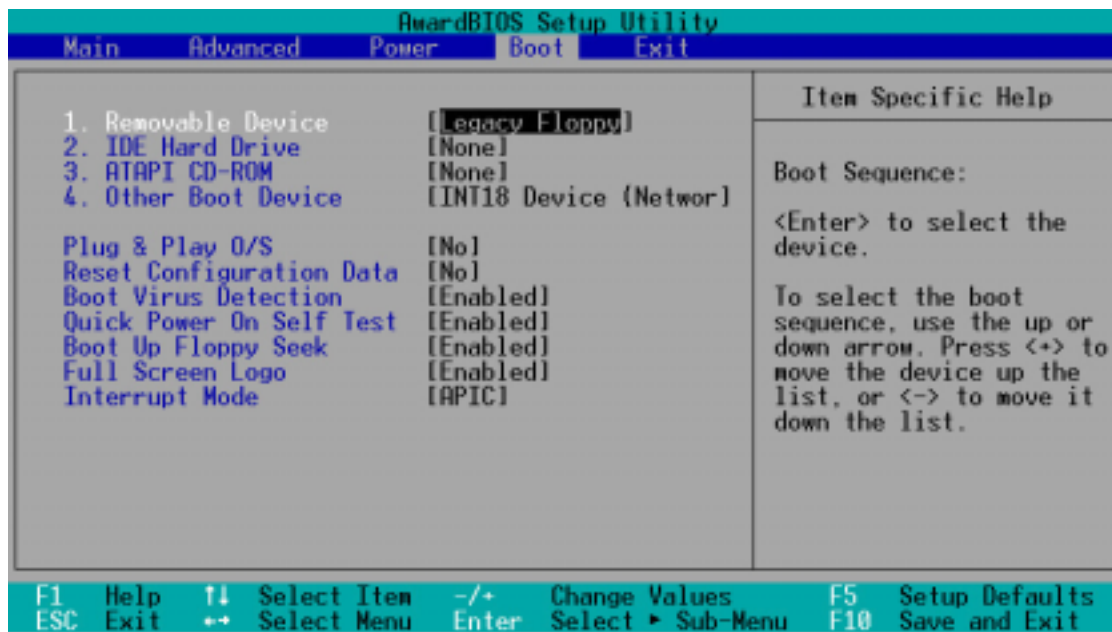 AwardBIOS Setup Utility
Main Advanced Power Boot Exit
1. Removable Device [Legacy Floppy]
2. IDE Hard Drive [None]
3. ATAPI CD-ROM [None]
4. Other Boot Device [INT18 Device (Networ]
Plug & Play O/S [No]
Reset Configuration Data [No]
Boot Virus Detection [Enabled]
Quick Power On Self Test [Enabled]
Boot Up Floppy Seek [Enabled]
Full Screen Logo [Enabled]
Interrupt Mode [APIC]
Item Specific Help
Boot Sequence:
<Enter> to select the
device.
To select the boot
sequence, use the up or
down arrow. Press <+> to
move the device up the
list, or <-> to move it
down the list.
F1 Help ↑↓ Select Item -/+ Change Values F5 Setup Defaults
ESC Exit ←→ Select Menu Enter Select ► Sub-Menu F10 Save and Exit